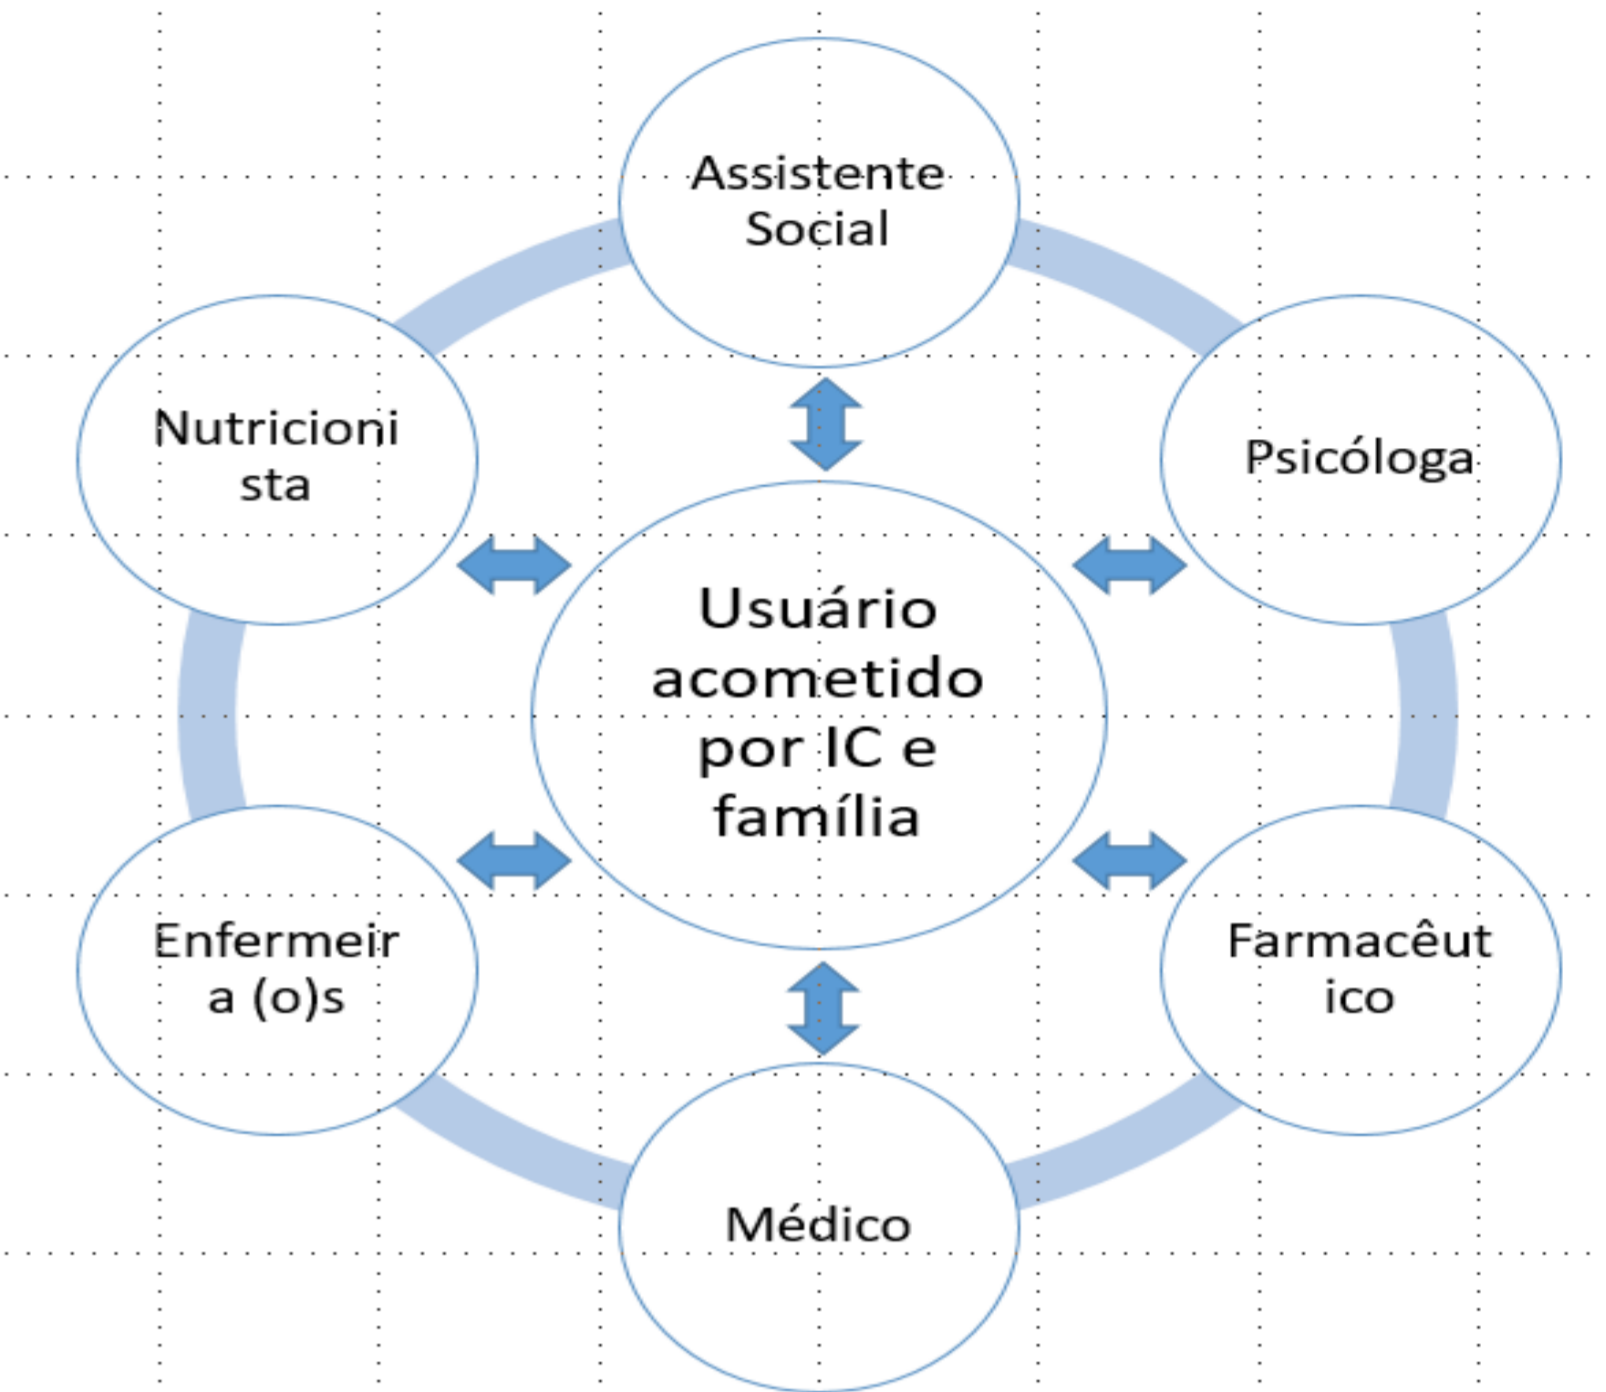 Assistente
Social
Nutricioni
sta
Psicóloga
Usuário
acometido
por IC e
família
Enfermeir
a (o)s
Farmacêut
ico
Médico